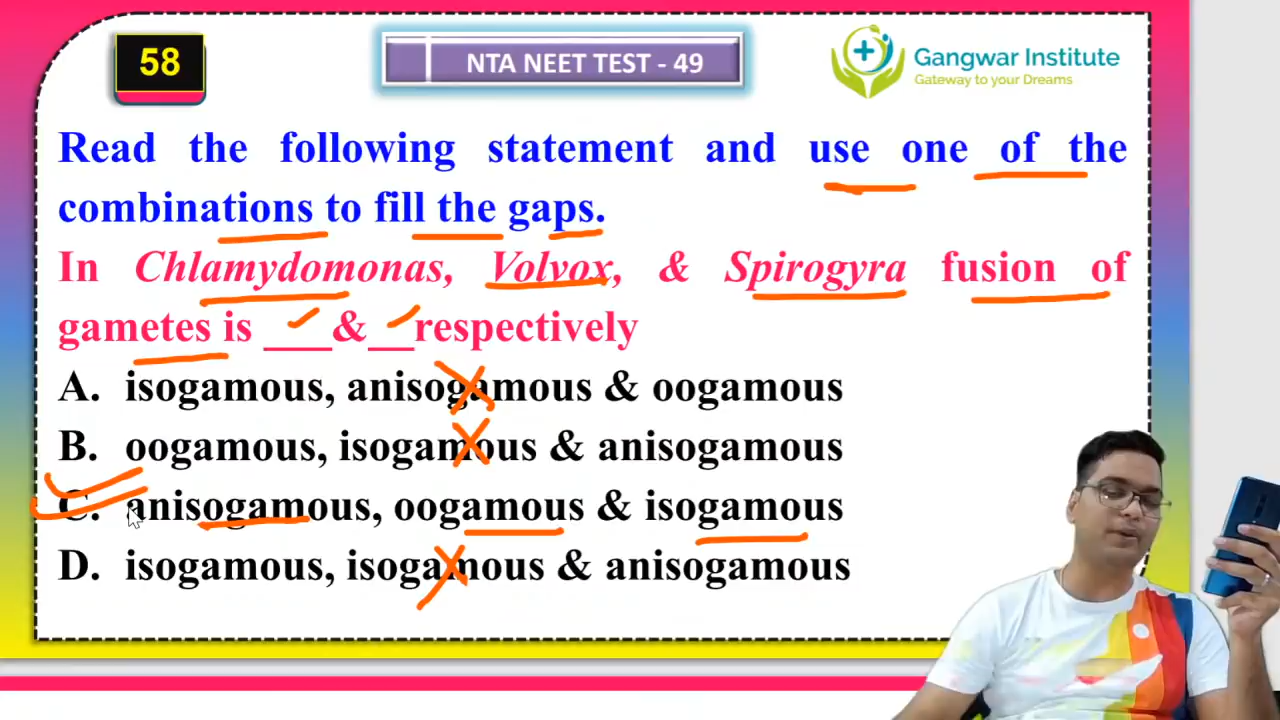 58
NTA NEET TEST - 49
Gangwar Institute
Gateway to your Dreams
Read the following statement and use one of the
combinations to fill the gaps.
In Chlamydomonas, Volvox, & Spirogyra fusion of
gametes is ___&__respectively
A. isogamous, anisogamous & oogamous
B. oogamous, isogamous & anisogamous
C. anisogamous, oogamous & isogamous
D. isogamous, isogamous & anisogamous